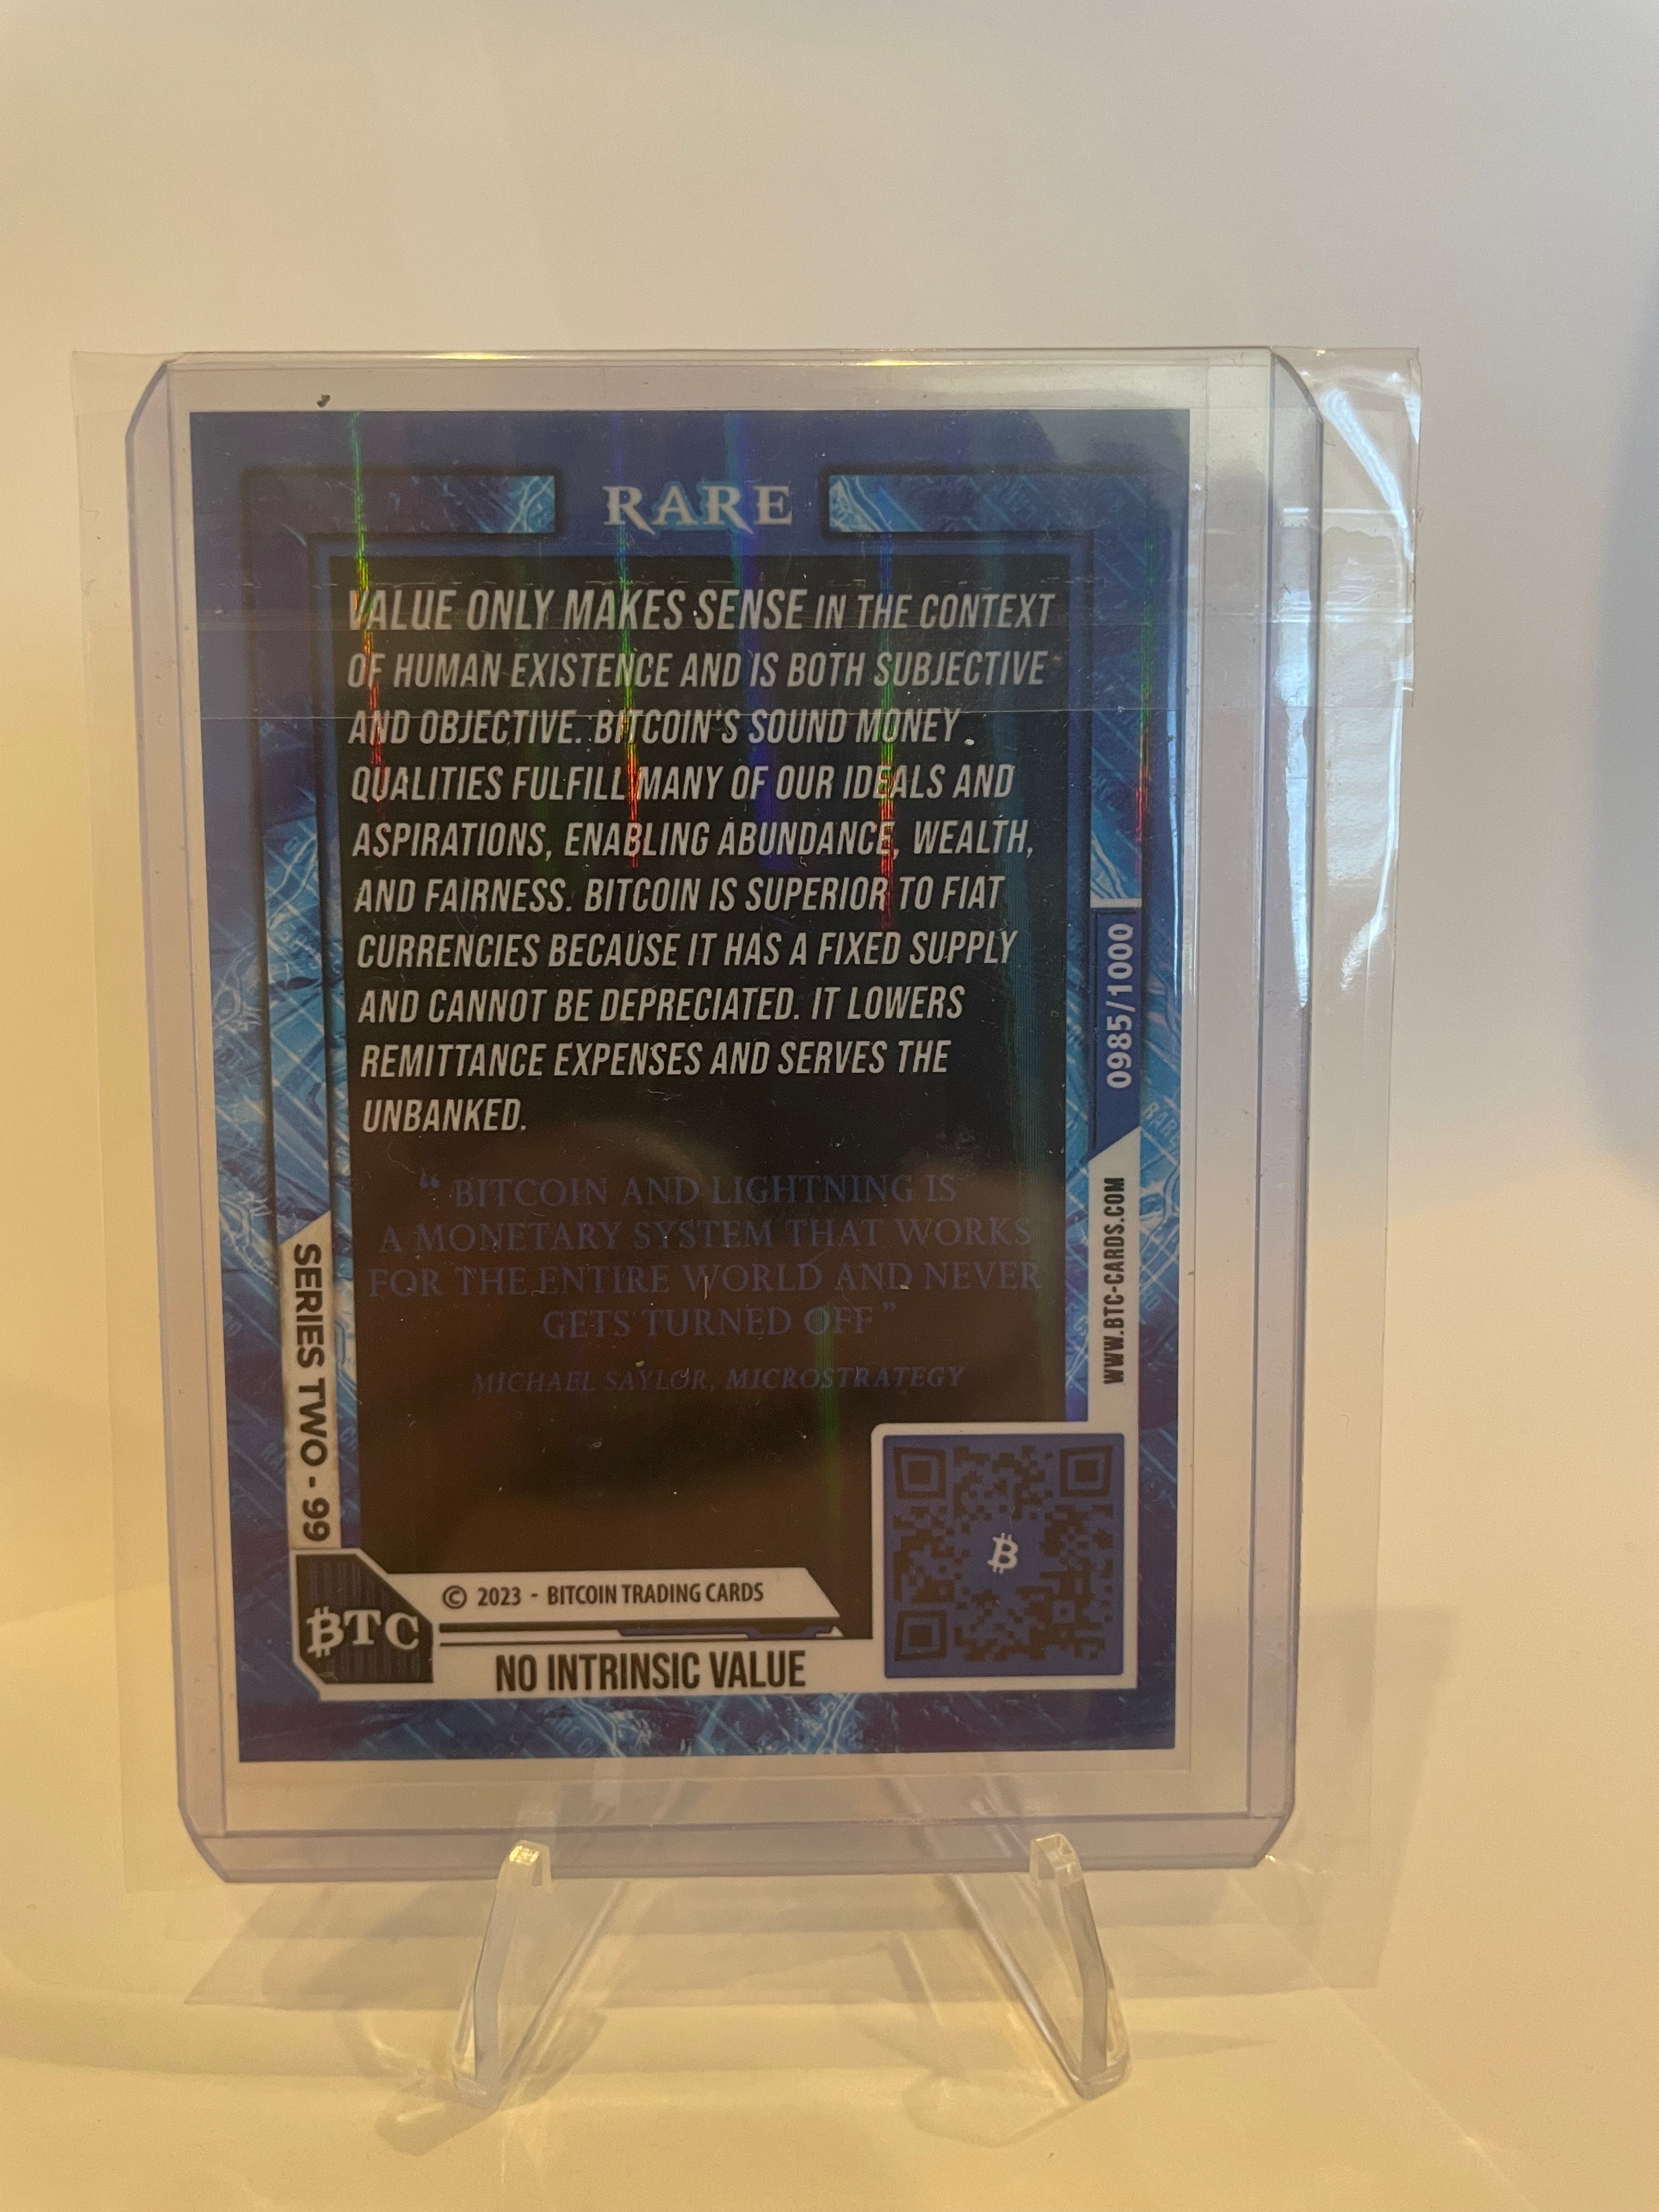 RARE
VALUE ONLY MAKES SENSE IN THE CONTEXT
OF HUMAN EXISTENCE AND IS BOTH SUBJECTIVE
AND OBJECTIVE. BITCOIN'S SOUND MONEY
QUALITIES FULFILL MANY OF OUR IDEALS AND
ASPIRATIONS, ENABLING ABUNDANCE, WEALTH,
AND FAIRNESS. BITCOIN IS SUPERIOR TO FIAT
CURRENCIES BECAUSE IT HAS A FIXED SUPPLY
AND CANNOT BE DEPRECIATED. IT LOWERS
REMITTANCE EXPENSES AND SERVES THE
UNBANKED.
“BITCOIN AND LIGHTNING IS
A MONETARY SYSTEM THAT WORKS
FOR THE ENTIRE WORLD AND NEVER
GETS TURNED OFF”
MICHAEL SAYLOR, MICROSTRATEGY
0985/1000
WWW.BTC-CARDS.COM
SERIES TWO - 99
₿TC
© 2023 - BITCOIN TRADING CARDS
NO INTRINSIC VALUE
₿